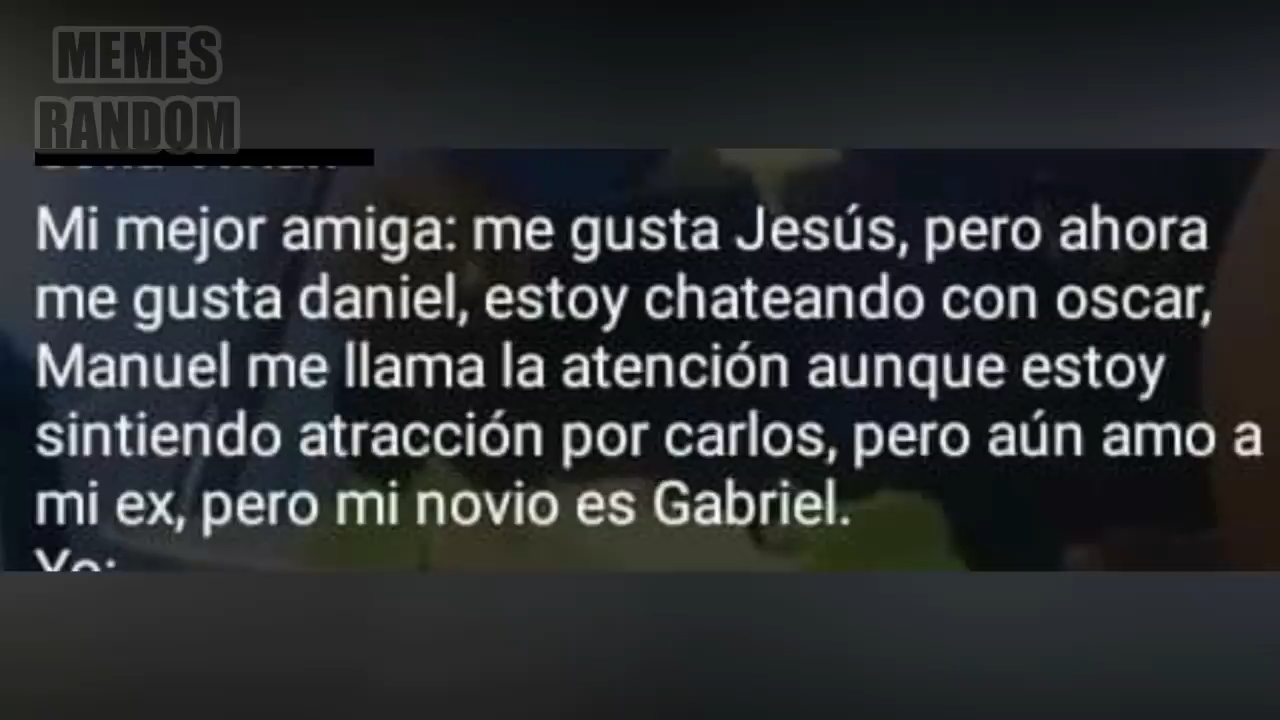 MEMES
RANDOM
Mi mejor amiga: me gusta Jesús, pero ahora
me gusta daniel, estoy chateando con oscar,
Manuel me llama la atención aunque estoy
sintiendo atracción por carlos, pero aún amo a
mi ex, pero mi novio es Gabriel.
Yo: